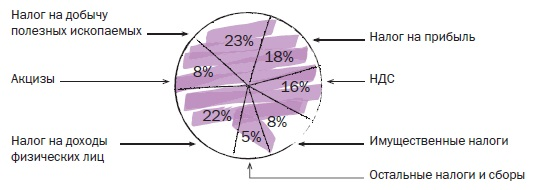 Налог на добычу
полезных ископаемых
23%
Налог на прибыль
18%
Акцизы
8%
16%
НДС
22%
8%
Налог на доходы
физических лиц
5%
Имущественные налоги
Остальные налоги и сборы